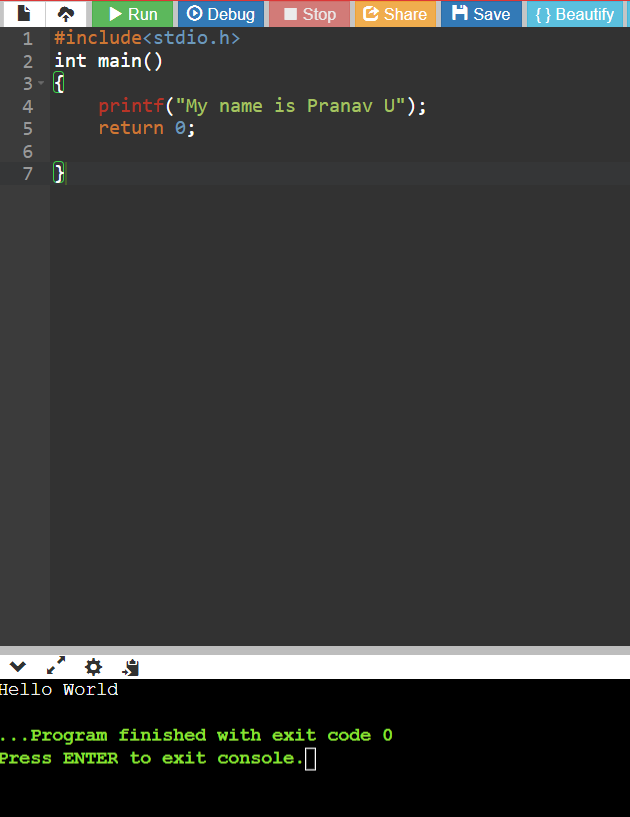 Run Debug Stop Share Save { } Beautify
1 #include<stdio.h>
2 int main()
3 {
4 printf("My name is Pranav U");
5 return 0;
6
7 }
Hello World
...Program finished with exit code 0
Press ENTER to exit console.